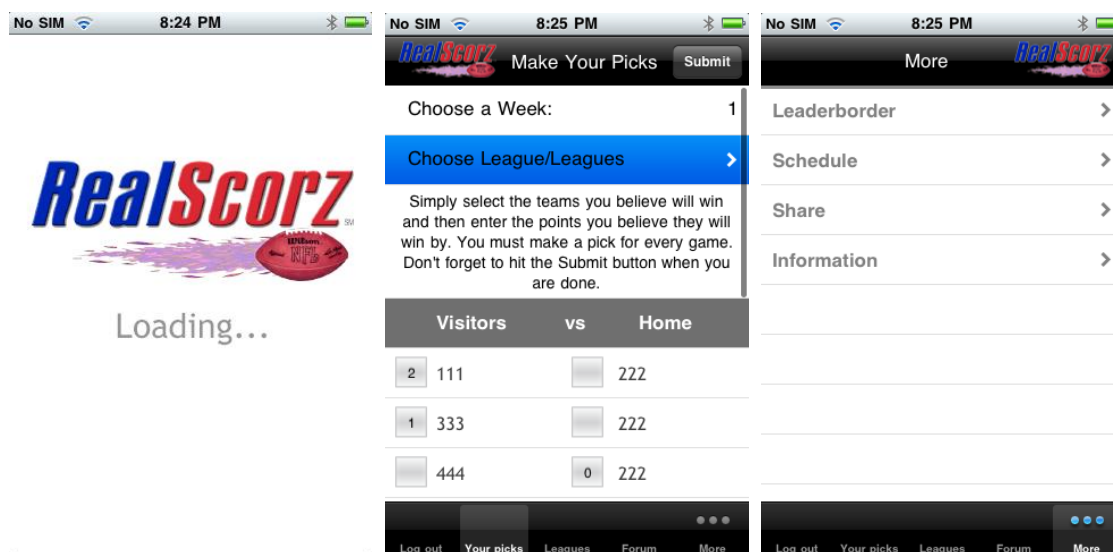 No SIM 8:24 PM
RealScorz
SM
Wilson
NFL
Loading...
No SIM 8:25 PM
RealScorz Make Your Picks Submit
Choose a Week: 1
Choose League/Leagues
Simply select the teams you believe will win
and then enter the points you believe they will
win by. You must make a pick for every game.
Don't forget to hit the Submit button when you
are done.
Visitors vs Home
2 111 222
1 333 222
444 0 222
Log out Your picks Leagues Forum More
No SIM 8:25 PM
More RealScorz
Leaderborder
Schedule
Share
Information
Log out Your picks Leagues Forum More